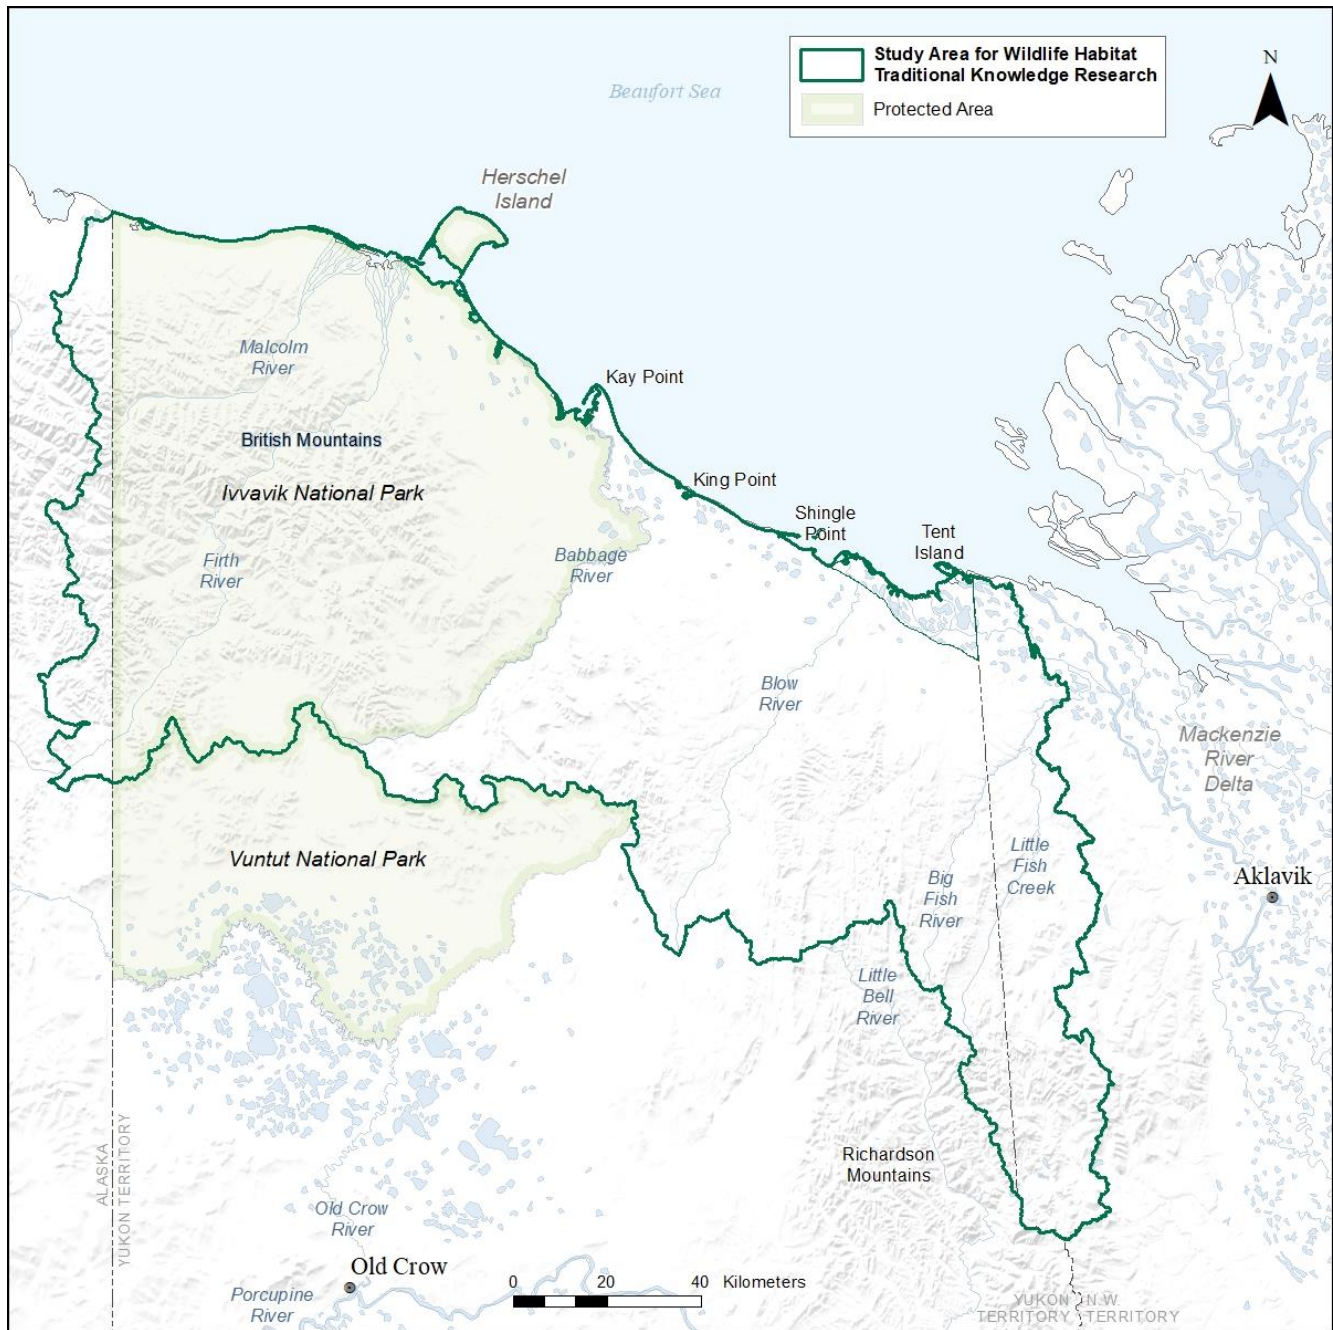 Study Area for Wildlife Habitat
Traditional Knowledge Research
Protected Area
N
Beaufort Sea
Herschel
Island
Malcolm
River
Kay Point
British Mountains
King Point
Ivvavik National Park
Shingle
Point
Tent
Island
Firth
River
Babbage
River
Blow
River
Mackenzie
River
Delta
Vuntut National Park
Little
Fish
Creek
Big
Fish
River
Aklavik
Little
Bell
River
Richardson
Mountains
ALASKA
YUKON TERRITORY
Old Crow
River
Old Crow
Porcupine
River
0 20 40 Kilometers
YUKON N.W.
TERRITORY TERRITORY